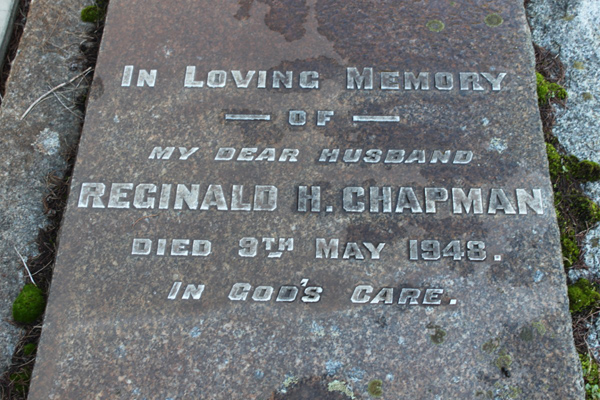 IN LOVING MEMORY
— OF —
MY DEAR HUSBAND
REGINALD H. CHAPMAN
DIED 9TH MAY 1948.
IN GOD'S CARE.